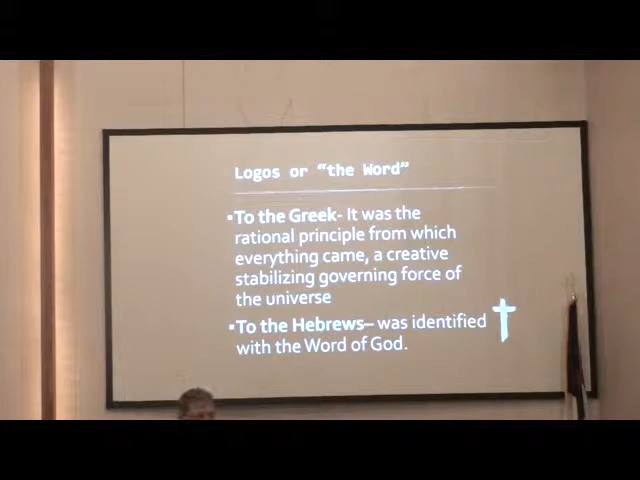 Logos or “the Word”
▪To the Greek- It was the
rational principle from which
everything came, a creative
stabilizing governing force of
the universe
▪To the Hebrews– was identified
with the Word of God.